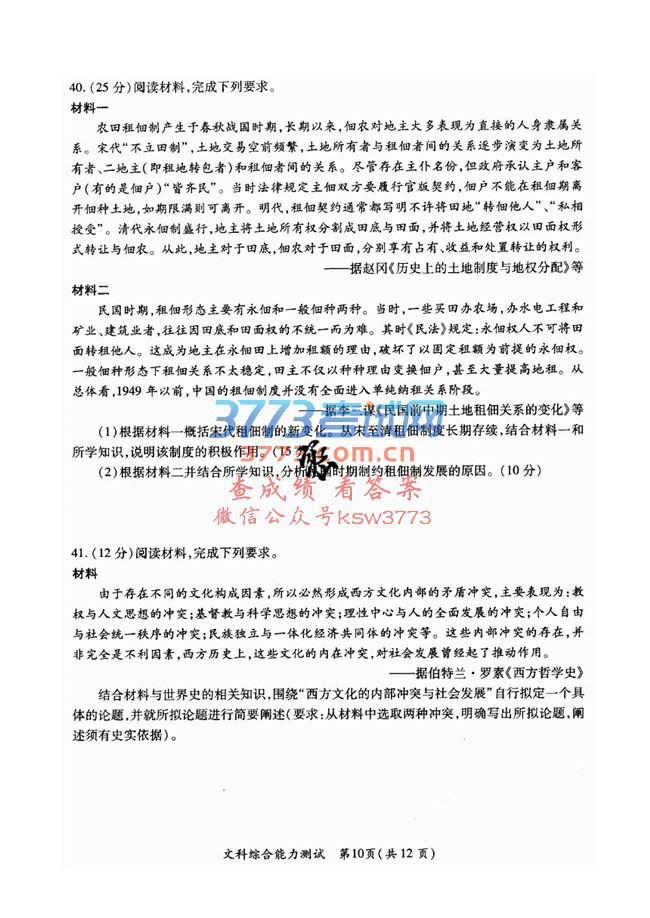 40.(25 分)阅读材料,完成下列要求。
材料一
农田租佃制产生于春秋战国时期,长期以来,佃农对地主大多表现为直接的人身隶属关
系。宋代“不立田制”,土地交易空前频繁,土地所有者与租佃者间的关系逐步演变为土地所
有者、二地主(即租地转包者)和租佃者间的关系。尽管存在主仆名份,但政府承认主户和客
户(有的是佃户)“皆齐民”。当时法律规定主佃双方要履行官版契约,佃户不能在租佃期离
开佃种土地,如期限满则可离开。明代,租佃契约通常都写明不许将田地“转佃他人”、“私相
授受”。清代永佃制盛行,地主将土地所有权分割成田底与田面,并将土地经营权以田面权形
式转让与佃农。从此,地主对于田底,佃农对于田面,分别享有占有、收益和处置转让的权利。
——据赵冈《历史上的土地制度与地权分配》等
材料二
民国时期,租佃形态主要有永佃和一般佃种两种。当时,一些买田办农场,办水电工程和
矿业、建筑业者,往往因田底和田面权的不统一而为难。其时《民法》规定:永佃权人不可将田
面转租他人。这成为地主在永佃田上增加租额的理由,破坏了以固定租额为前提的永佃权。
一般佃种形态下租佃关系不太稳定,田主不仅以种种理由变换佃户,甚至大量提高地租。从
总体看,1949 年以前,中国的租佃制度并没有全面进入单纯纳租关系阶段。
——据李三谋《民国前中期土地租佃关系的变化》等
(1)根据材料一概括宋代租佃制的新变化。从宋至清租佃制度长期存续,结合材料一和
所学知识,说明该制度的积极作用。(15
(2)根据材料二并结合所学知识,分析民国时期制约租佃制发展的原因。(10 分)
3773考试网
www.3773.com.cn
查成绩 看答案
微信公众号ksw3773
41.(12 分)阅读材料,完成下列要求。
材料
由于存在不同的文化构成因素,所以必然形成西方文化内部的矛盾冲突,主要表现为:教
权与人文思想的冲突;基督教与科学思想的冲突;理性中心与人的全面发展的冲突;个人自由
与社会统一秩序的冲突;民族独立与一体化经济共同体的冲突等。这些内部冲突的存在,并
非完全是不利因素,西方历史上,这些文化的内在冲突,对社会发展曾经起了推动作用。
——据伯特兰·罗素《西方哲学史》
结合材料与世界史的相关知识,围绕“西方文化的内部冲突与社会发展”自行拟定一个具
体的论题,并就所拟论题进行简要阐述(要求:从材料中选取两种冲突,明确写出所拟论题,阐
述须有史实依据)。
文科综合能力测试 第10页(共 12 页)